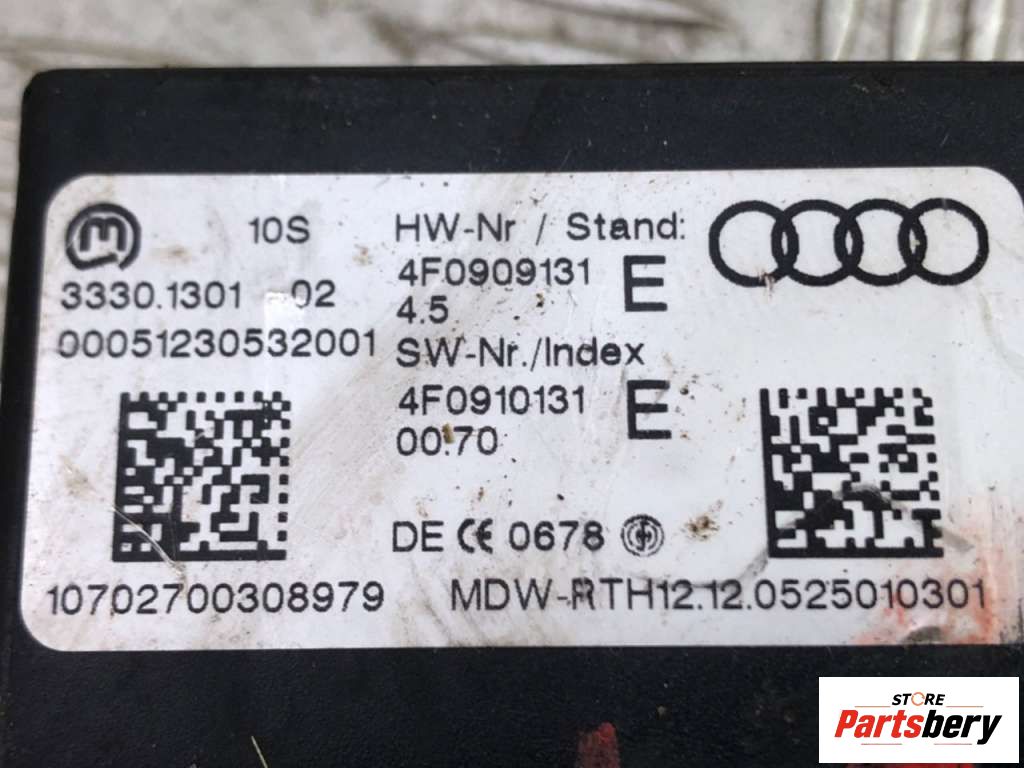 10S
3330.1301 02
00051230532001
HW-Nr / Stand:
4F0909131 E
4.5
SW-Nr./Index
4F0910131 E
00.70
DE CE 0678
10702700308979
MDW-RTH12.12.0525010301
STORE
Partsbery